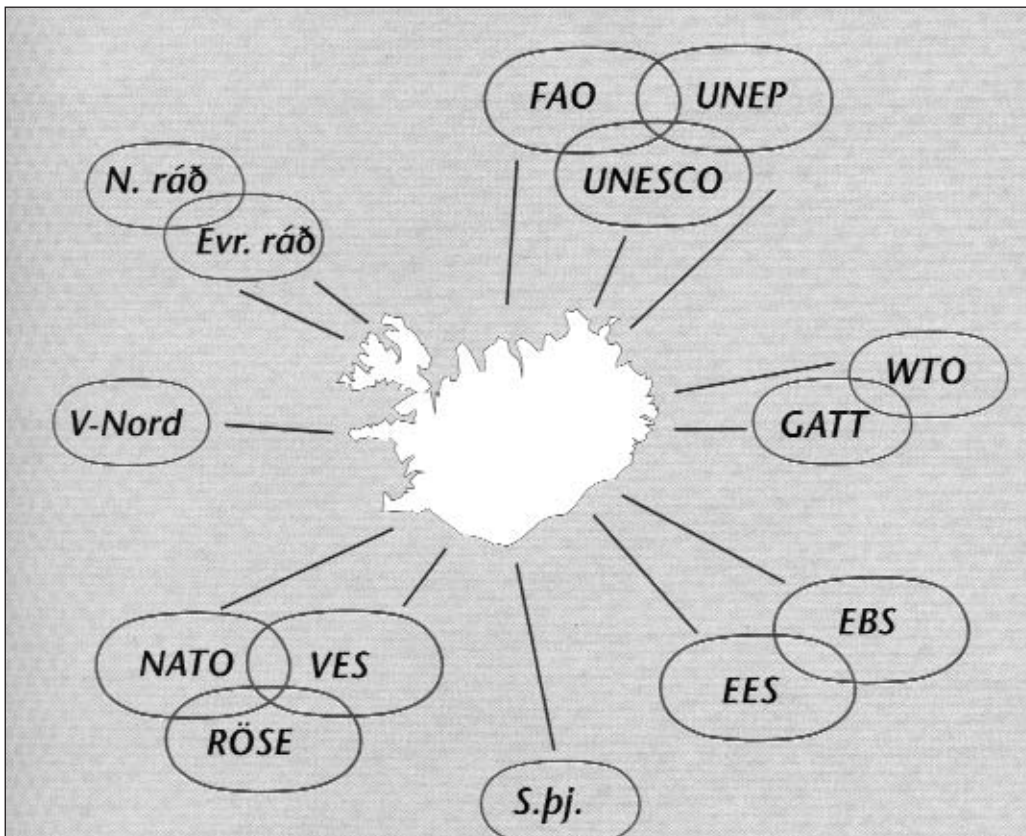 FAO
UNEP
UNESCO
N. ráð
Evr. ráð
WTO
GATT
V-Nord
EBS
EES
NATO
VES
RÖSE
S.þj.